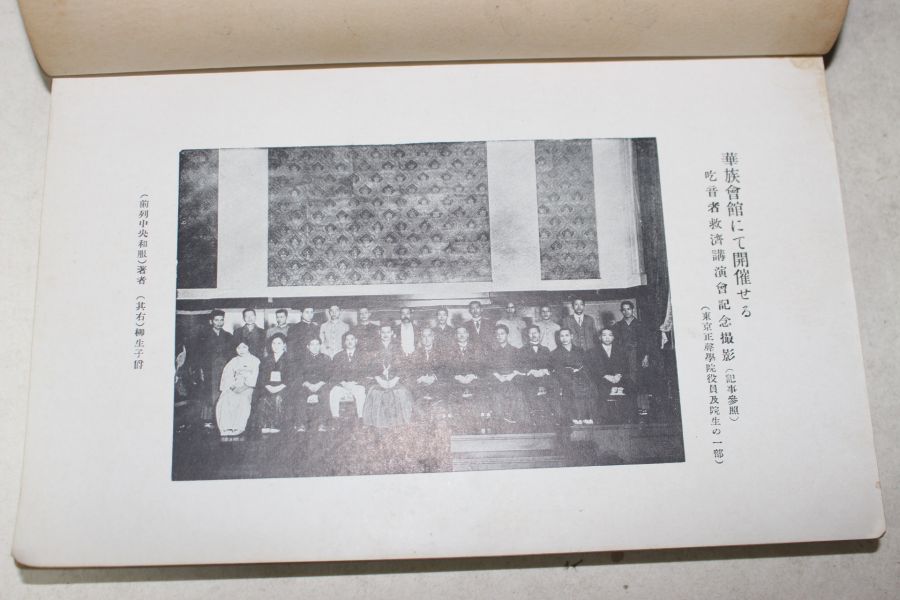 華族會館にて開催せる
吃音者救濟講演會記念撮影(記事參照)
(東京正聲學院役員及院生の一部)
(前列中央和服)著者 (其右)柳生子爵